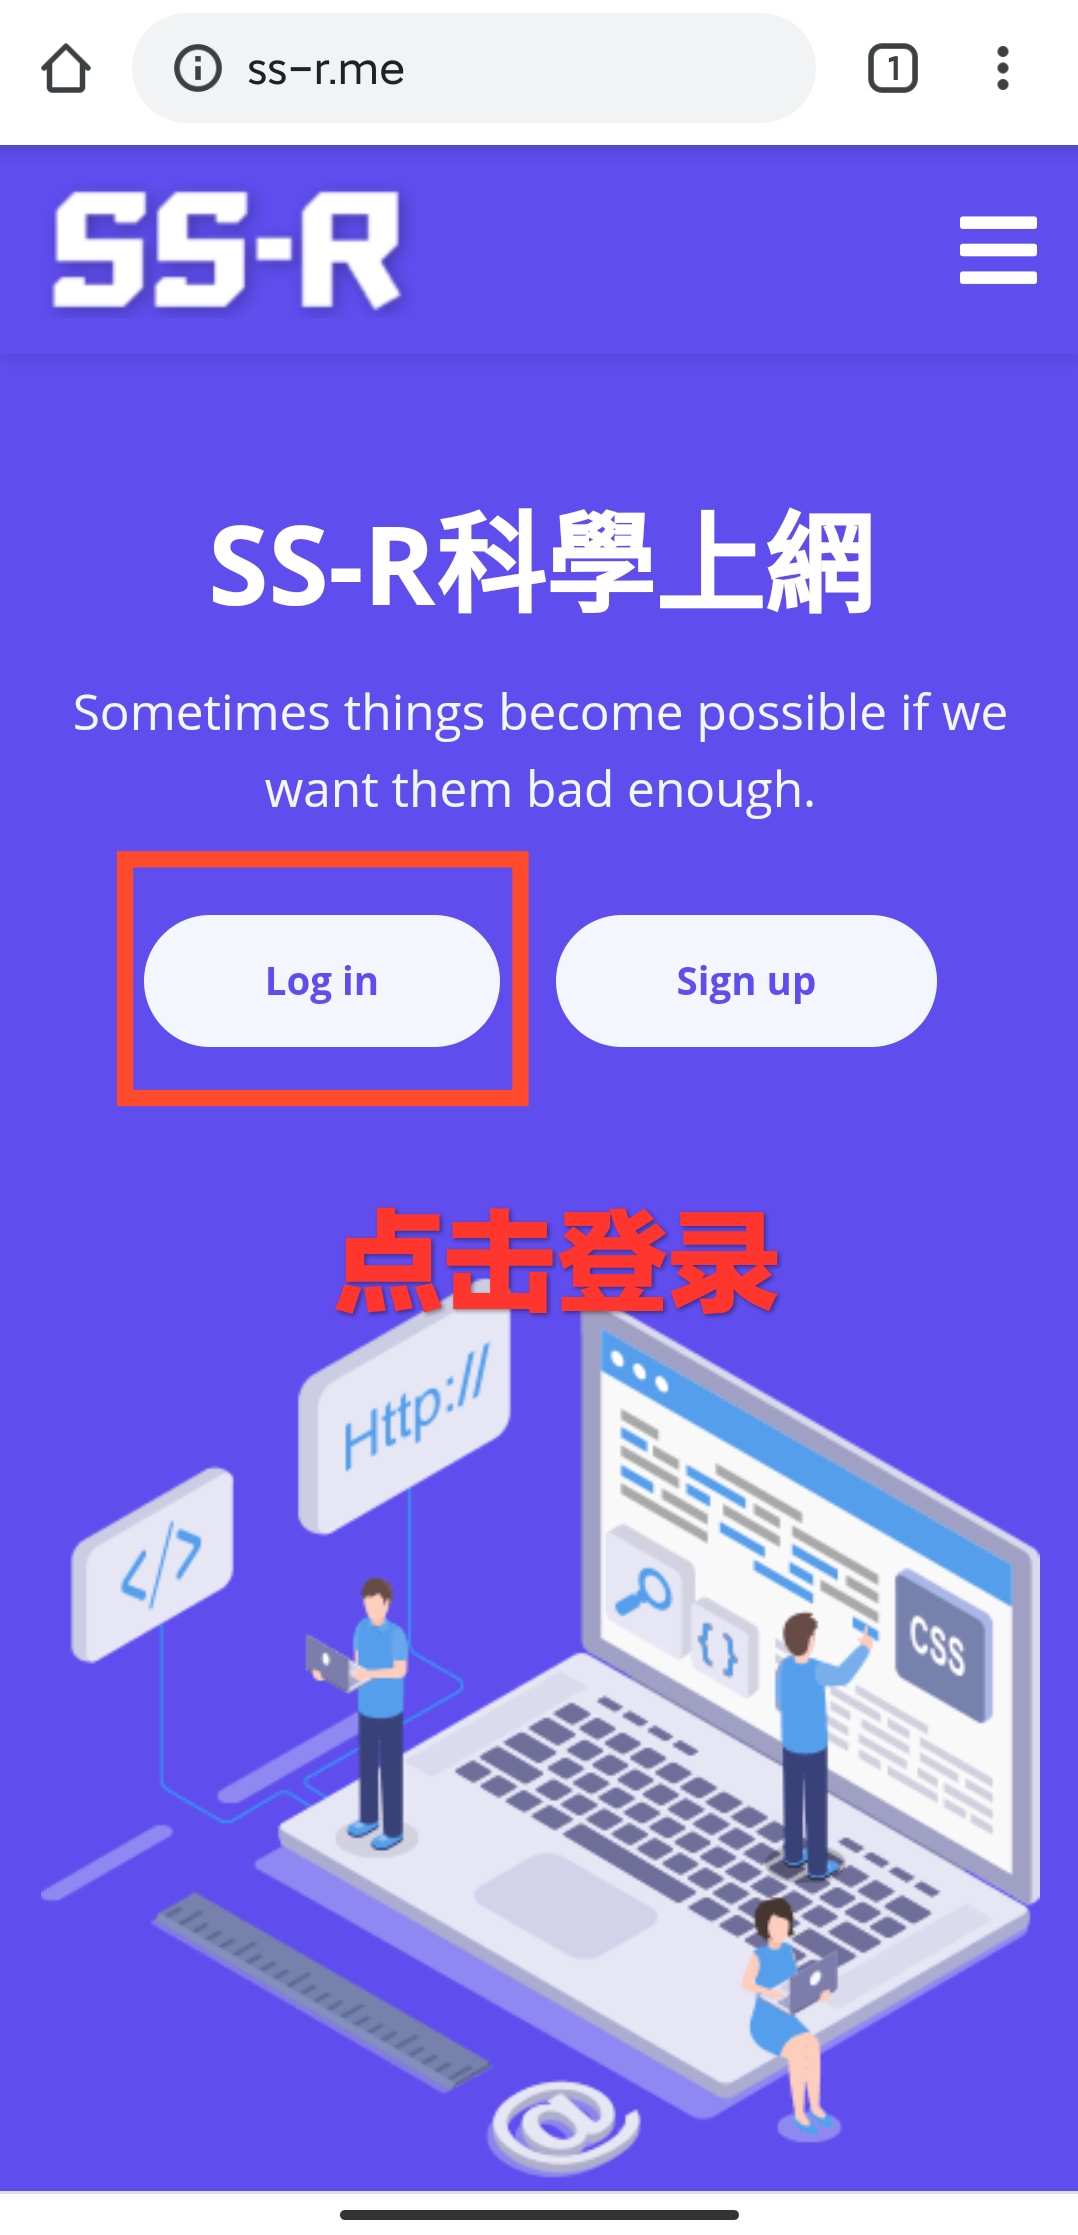 ss-r.me
1
SS-R
SS-R科學上網
Sometimes things become possible if we
want them bad enough.
Log in
Sign up
点击登录
Http://
</>
{}
CSS
@